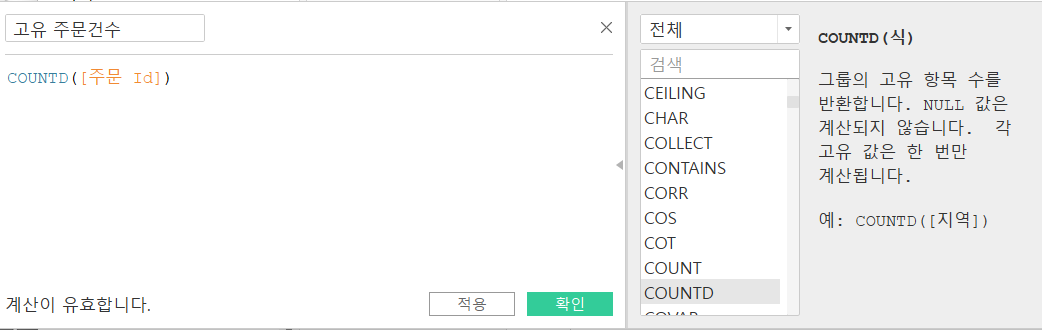 고유 주문건수
COUNTD([주문 Id])
계산이 유효합니다.
적용
확인
전체
검색
CEILING
CHAR
COLLECT
CONTAINS
CORR
COS
COT
COUNT
COUNTD
COVAR
COUNTD(식)
그룹의 고유 항목 수를
반환합니다. NULL 값은
계산되지 않습니다. 각
고유 값은 한 번만
계산됩니다.
예: COUNTD([지역])